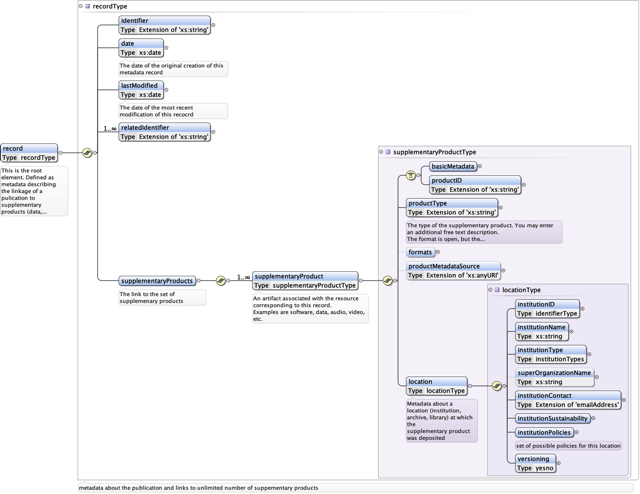 recordType
identifier
Type Extension of 'xs:string'
date
Type xs:date
The date of the original creation of this
metadata record
lastModified
Type xs:date
The date of the most recent
modification of this recocrd
1..∞
relatedIdentifier
Type Extension of 'xs:string'
record
Type recordType
This is the root
element. Defined as
metadata describing
the linkage of a
pulication to
supplementary
products (data,...
supplementaryProducts
The link to the set of
supplemenary products
1..∞
supplementaryProduct
Type supplementaryProductType
An artifact associated with the resource
corresponding to this record.
Examples are software, data, audio, video,
etc.
supplementaryProductType
basicMetadata
productID
Type Extension of 'xs:string'
productType
Type Extension of 'xs:string'
The type of the supplementary product. You may enter
an additional free text description.
The format is open, but the...
formats
productMetadataSource
Type Extension of 'xs:anyURI'
location
Type locationType
Metadata about a
location (institution,
archive, library) at which
the
supplementary product
was deposited
locationType
institutionID
Type identifierType
institutionName
Type xs:string
institutionType
Type institutionTypes
superOrganizationName
Type xs:string
institutionContact
Type Extension of 'emailAddress'
institutionSustainability
institutionPolicies
set of possible policies for this location
versioning
Type yesno
metadata about the publication and links to unlimited number of suppementary products